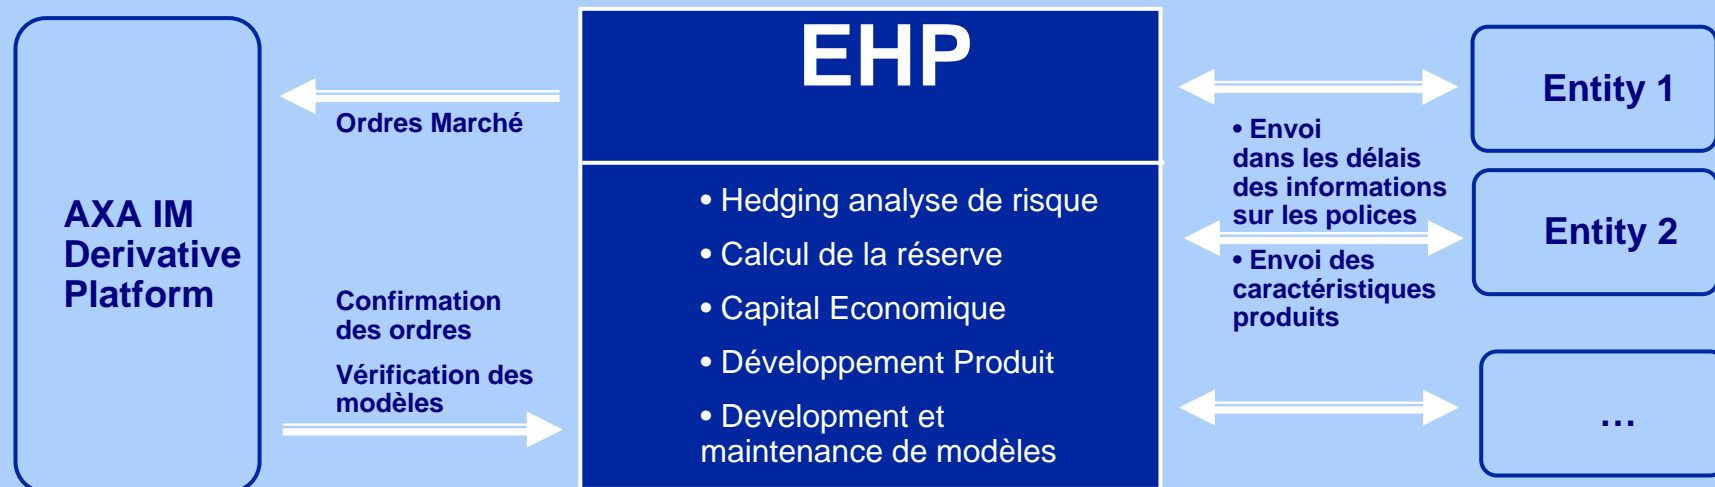 AXA IM
Derivative
Platform
Ordres Marché
Confirmation
des ordres
Vérification des
modèles
EHP
• Hedging analyse de risque
• Calcul de la réserve
• Capital Economique
• Développement Produit
• Development et
maintenance de modèles
• Envoi
dans les délais
des informations
sur les polices
• Envoi des
caractéristiques
produits
Entity 1
Entity 2
...